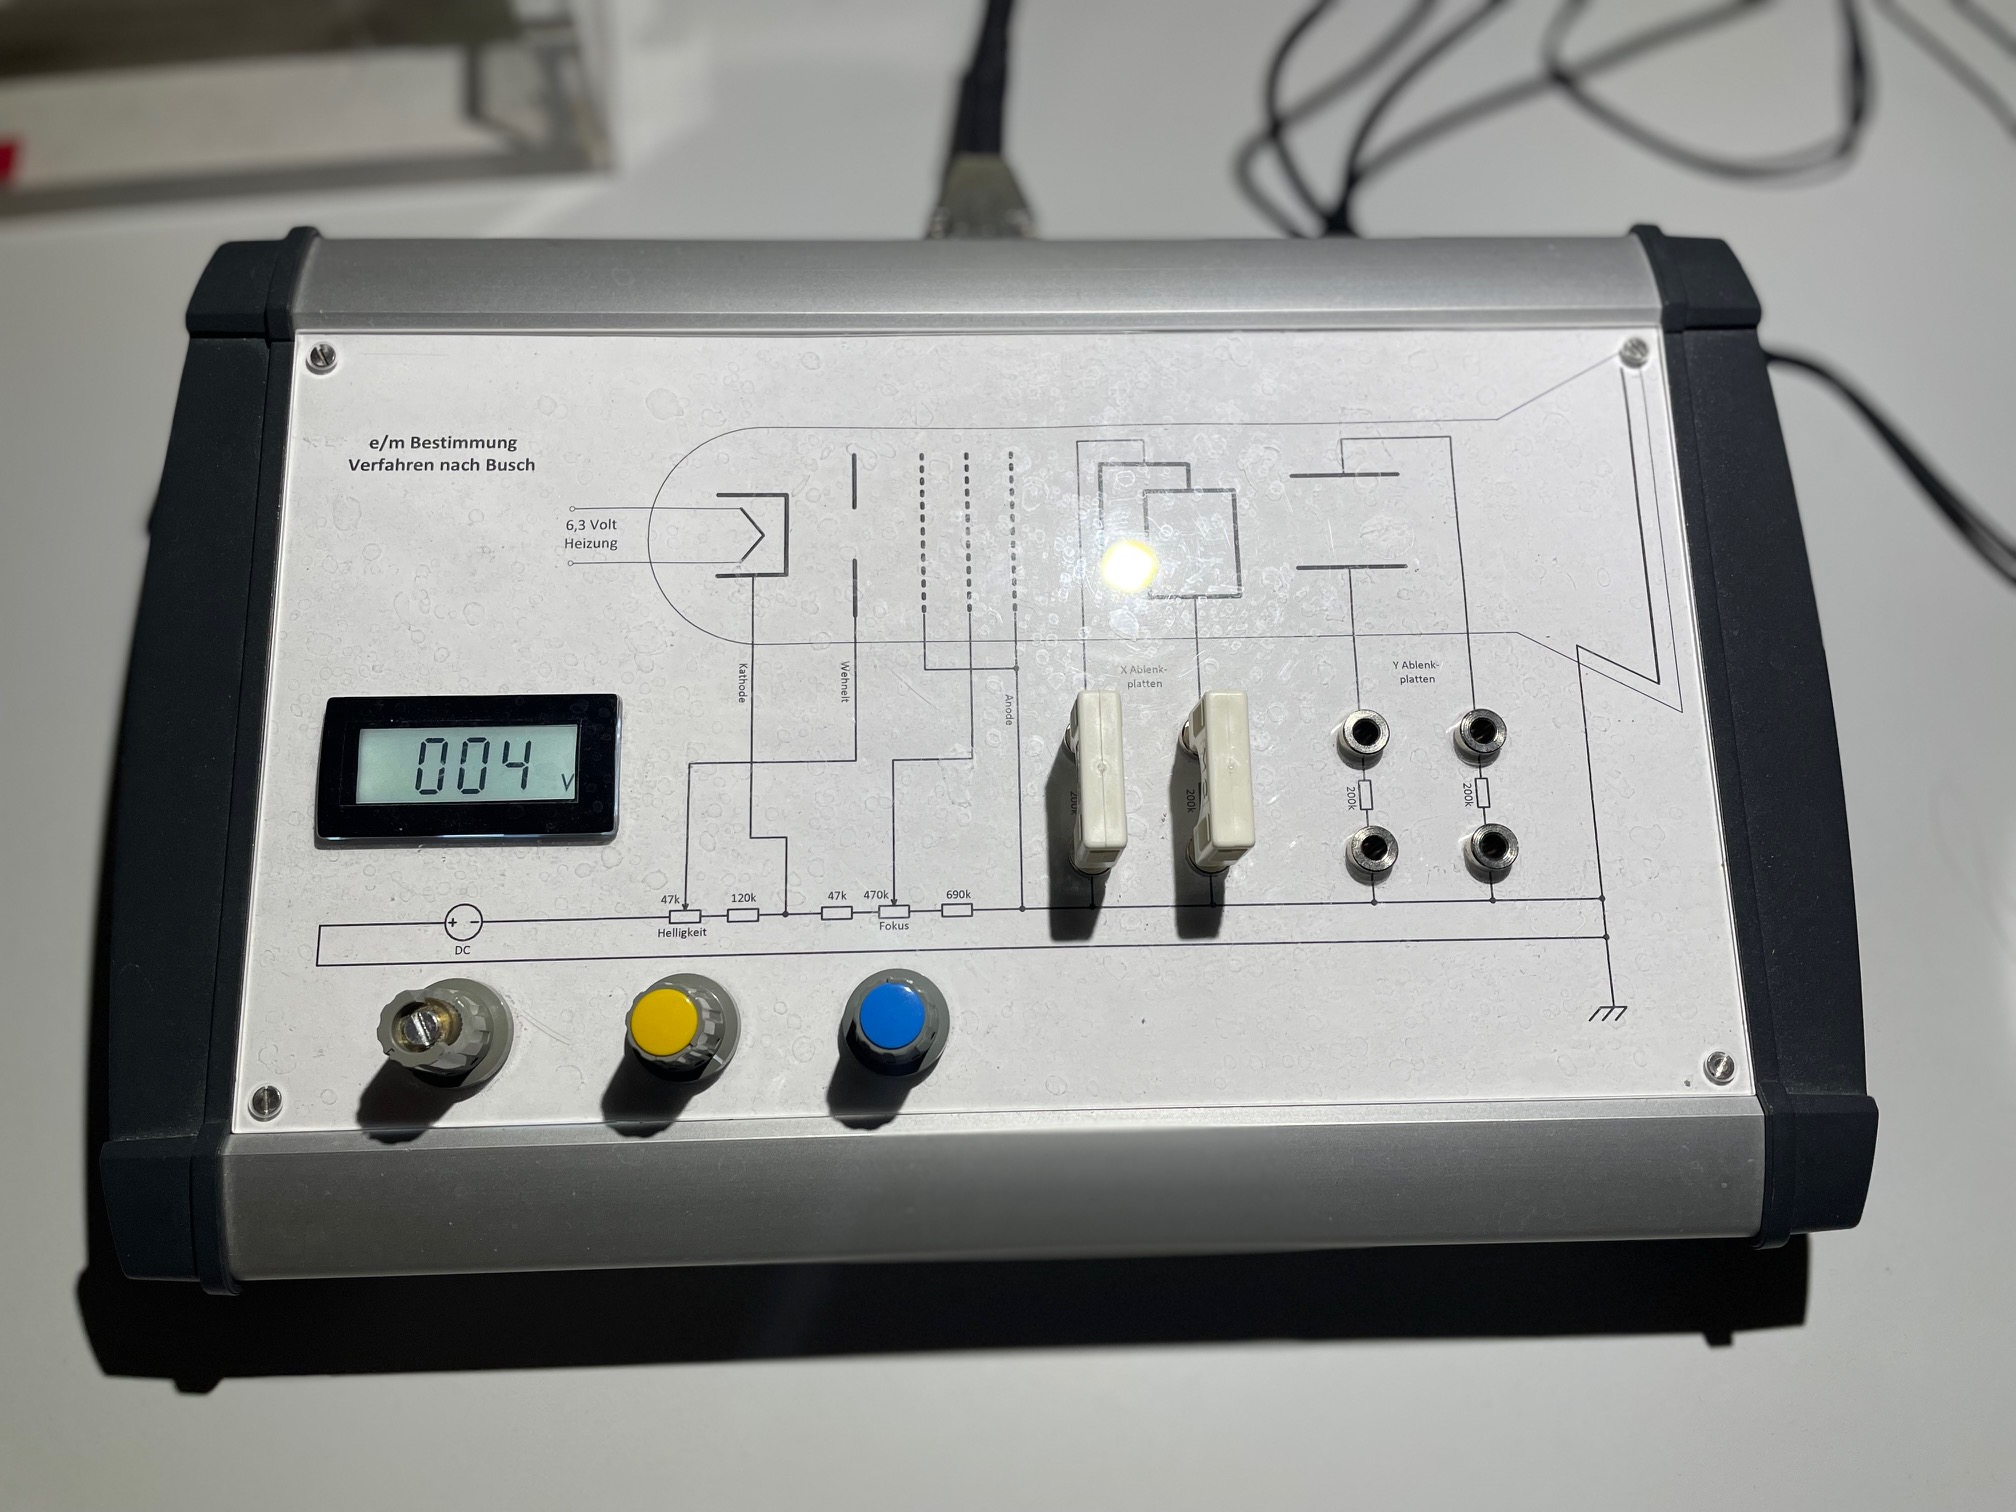 e/m Bestimmung
Verfahren nach Busch
6,3 Volt
Heizung
Kathode
Wehnelt
Anode
X Ablenk-
platten
Y Ablenk-
platten
004 V
200k
200k
200k
200k
47k
120k
47k
470k
690k
+ -
DC
Helligkeit
Fokus